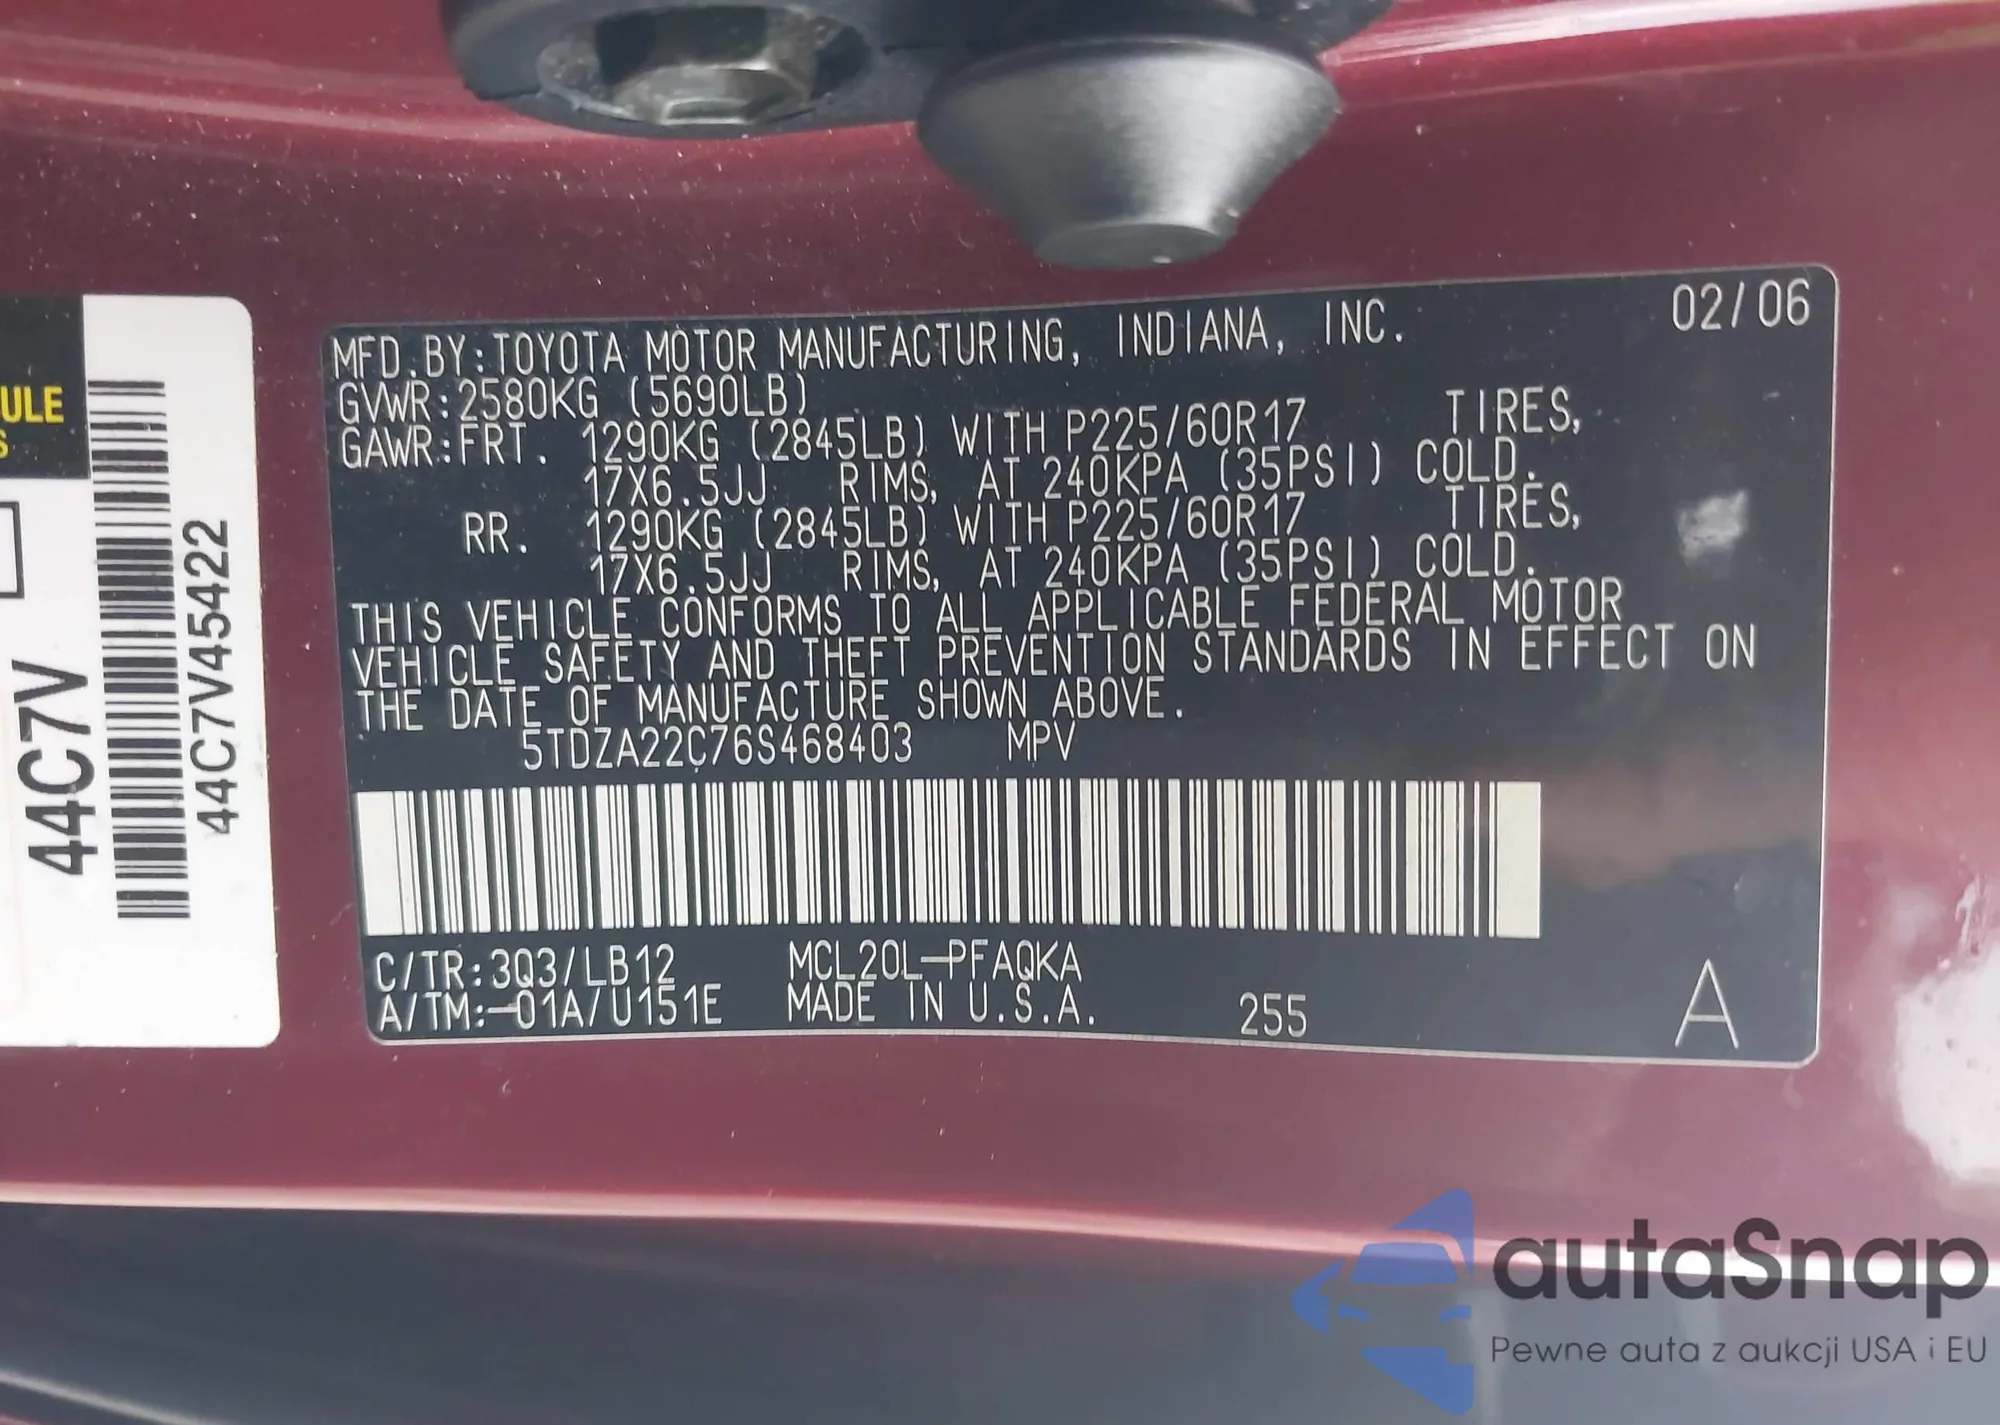 ULE
S
44C7V
44C7V45422
02/06
MFD.BY:TOYOTA MOTOR MANUFACTURING, INDIANA, INC.
GVWR:2580KG (5690LB)
GAWR:FRT. 1290KG (2845LB) WITH P225/60R17 TIRES,
17X6.5JJ RIMS, AT 240KPA (35PSI) COLD.
RR. 1290KG (2845LB) WITH P225/60R17 TIRES,
17X6.5JJ RIMS, AT 240KPA (35PSI) COLD.
THIS VEHICLE CONFORMS TO ALL APPLICABLE FEDERAL MOTOR
VEHICLE SAFETY AND THEFT PREVENTION STANDARDS IN EFFECT ON
THE DATE OF MANUFACTURE SHOWN ABOVE.
5TDZA22C76S468403 MPV
C/TR:3Q3/LB12 MCL20L-PFAQKA
A/TM:-01A/U151E MADE IN U.S.A. 255 A
autaSnap
Pewne auta z aukcji USA i EU